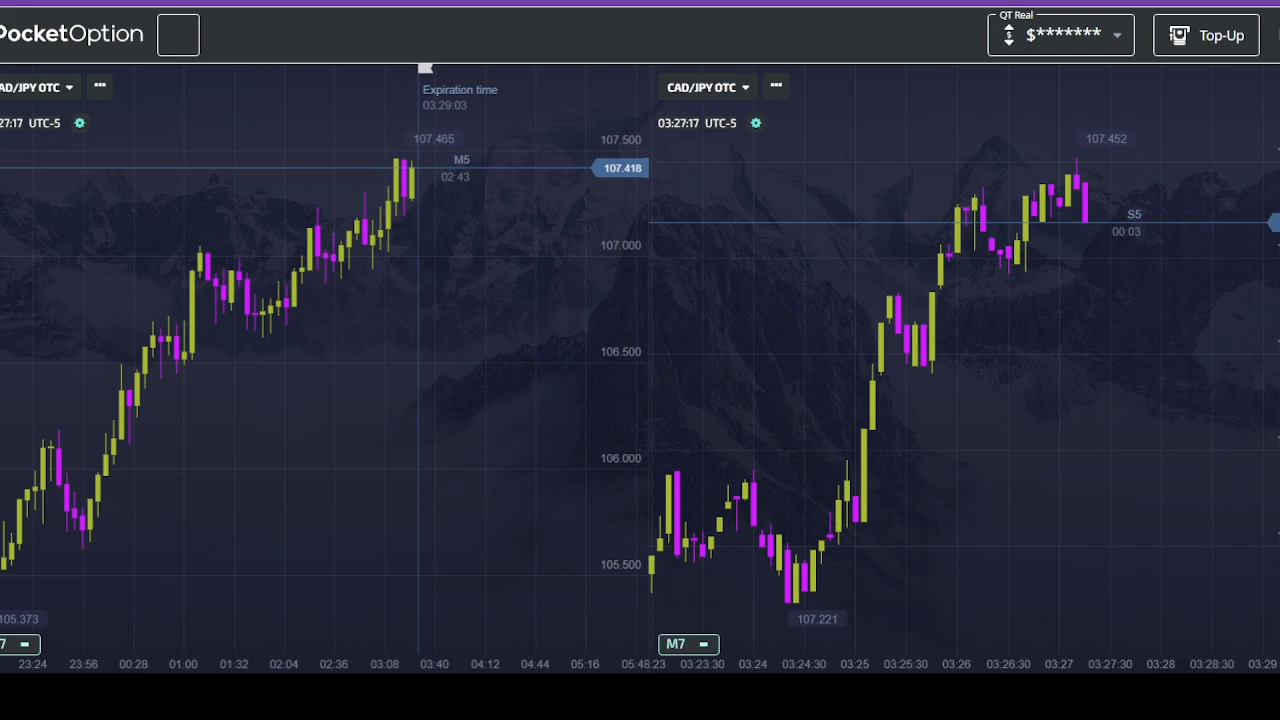 PocketOption
QT Real
$*******
Top-Up
AD/JPY OTC
27:17 UTC-5
Expiration time
03:29:03
107.465
M5
02:43
107.500
107.418
107.000
106.500
106.000
105.500
105.373
7
23:24 23:56 00:28 01:00 01:32 02:04 02:36 03:08 03:40 04:12 04:44 05:16 05:48
CAD/JPY OTC
03:27:17 UTC-5
107.452
S5
00:03
107.221
M7
:23 03:23:30 03:24 03:24:30 03:25 03:25:30 03:26 03:26:30 03:27 03:27:30 03:28 03:28:30 03:29